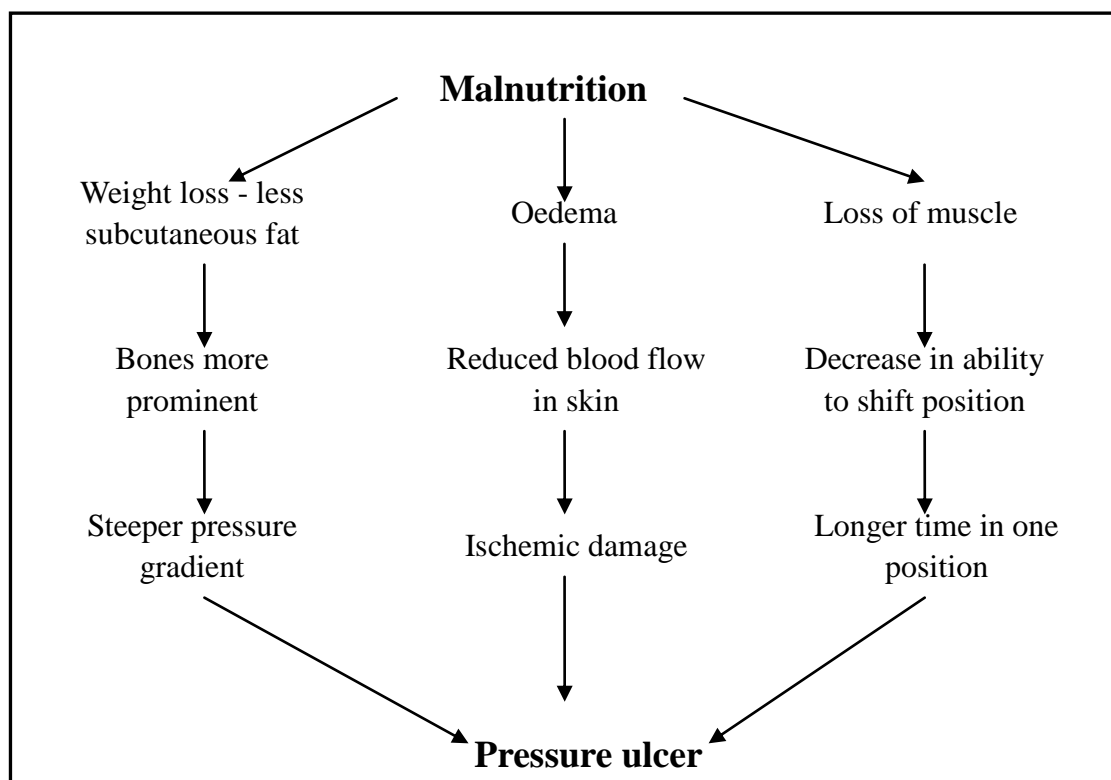 Malnutrition
Weight loss - less
subcutaneous fat
Oedema
Loss of muscle
Bones more
prominent
Reduced blood flow
in skin
Decrease in ability
to shift position
Steeper pressure
gradient
Ischemic damage
Longer time in one
position
Pressure ulcer